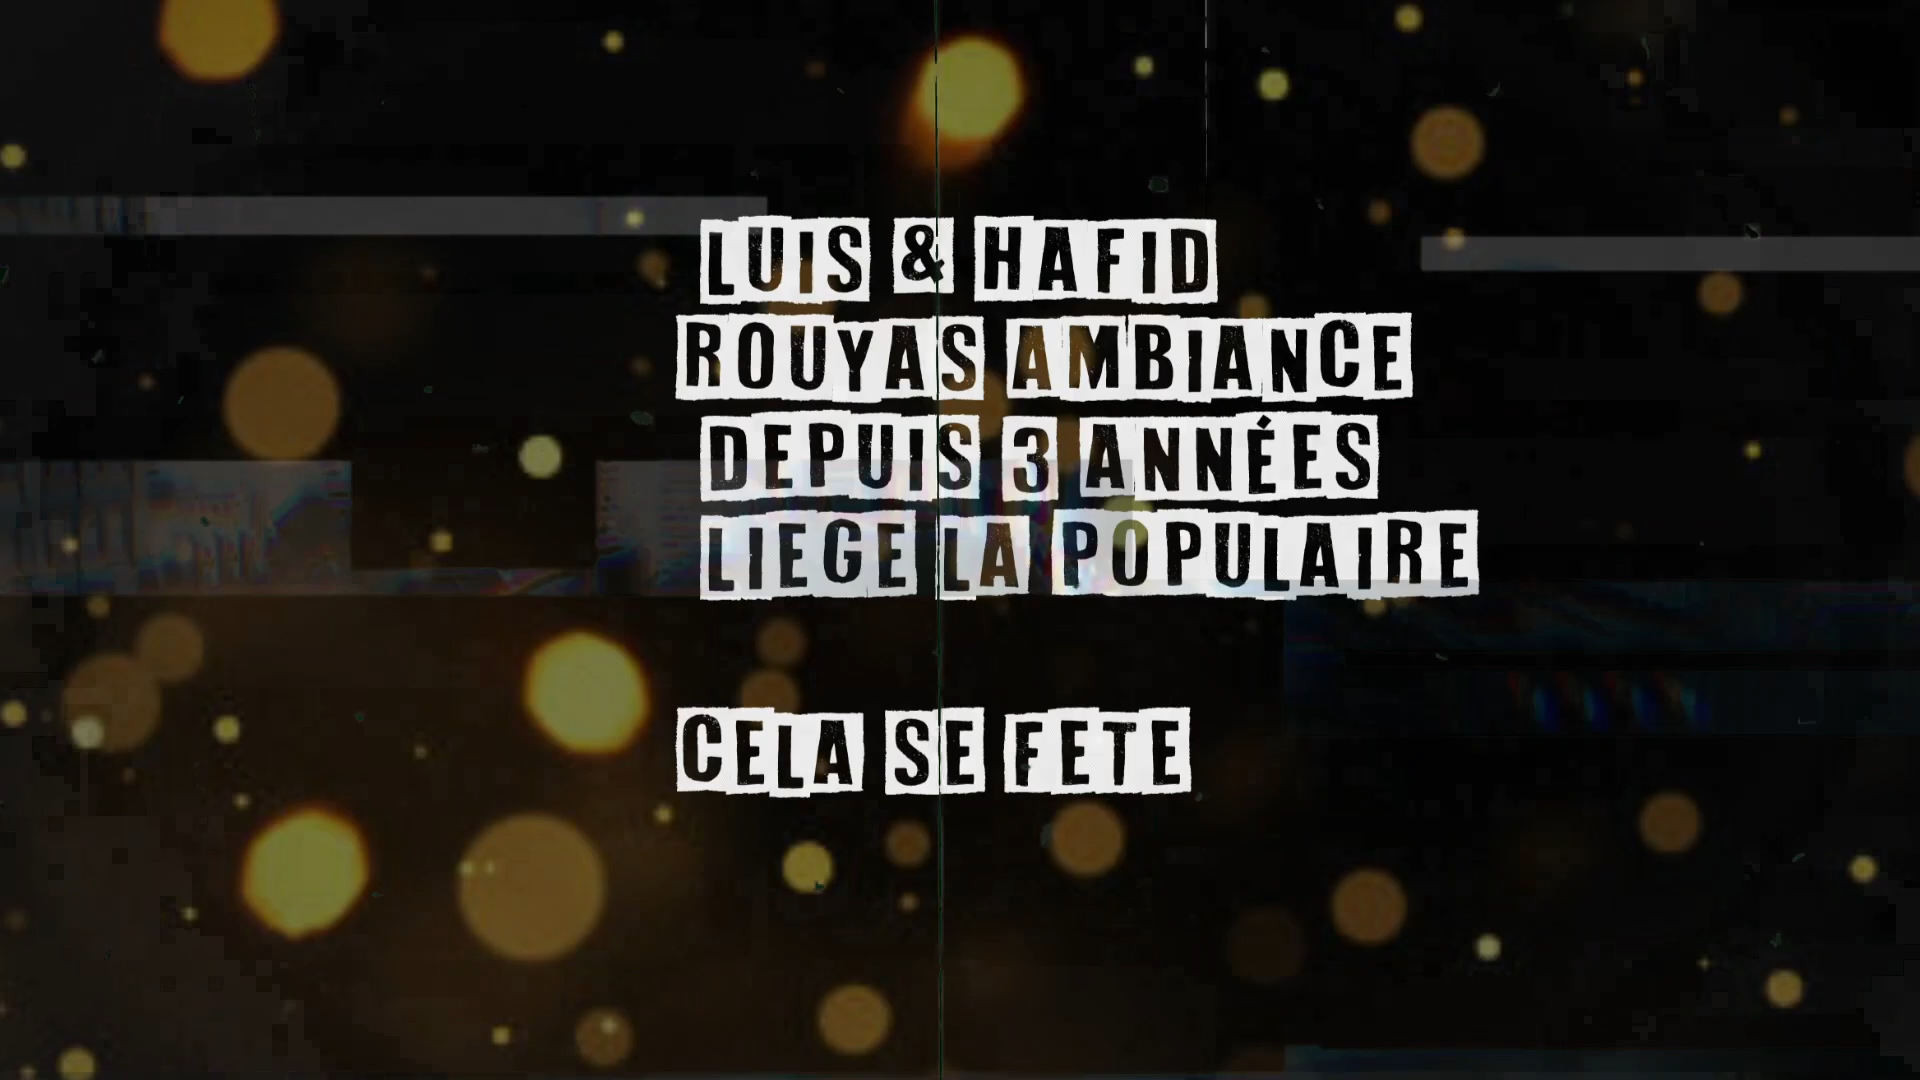 LUIS & HAFID
ROUYAS AMBIANCE
DEPUIS 3 ANNÉES
LIEGE LA POPULAIRE
CELA SE FETE